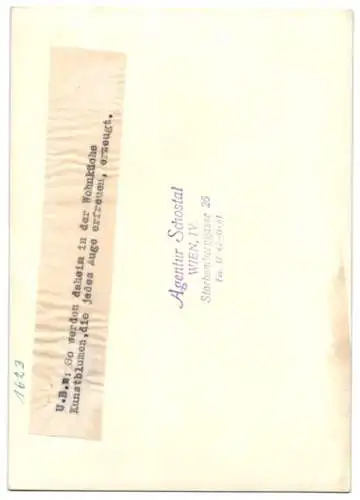 U.B.z: So werden daheim in der Wohnküche
Kunstblumen,die jedes Auge erfreuen, erzeugt.
Agentur Schostal
WIEN, IV.
Starhemberggasse 26
1623